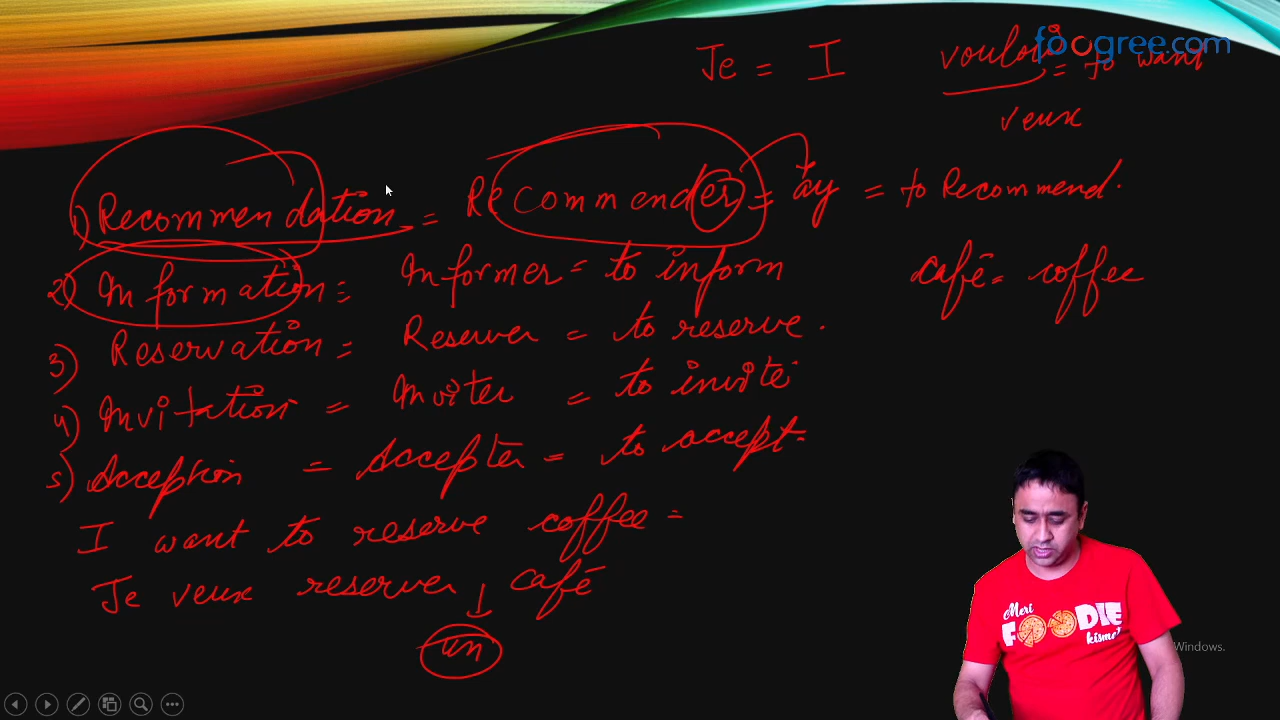 foodgree.com
Je = I
vouloir = to want
veux
1) Recommendation = Recommender = ay = to Recommend.
2) Information = Informer = to inform
café = coffee
3) Reservation = Reserver = to reserve.
4) Invitation = Inviter = to invite
5) Acception = Accepter = to accept
I want to reserve coffee =
Je veux reserver café
un
Meri
FOODIE
kismet
Windows.